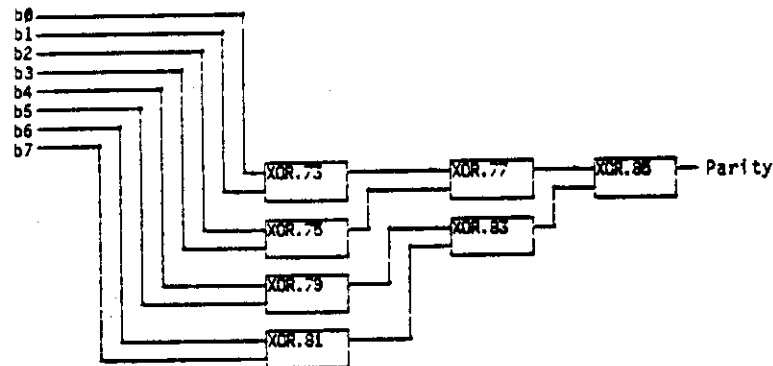 b0
b1
b2
b3
b4
b5
b6
b7
XOR.73
XOR.77
XOR.85
Parity
XOR.75
XOR.83
XOR.79
XOR.81